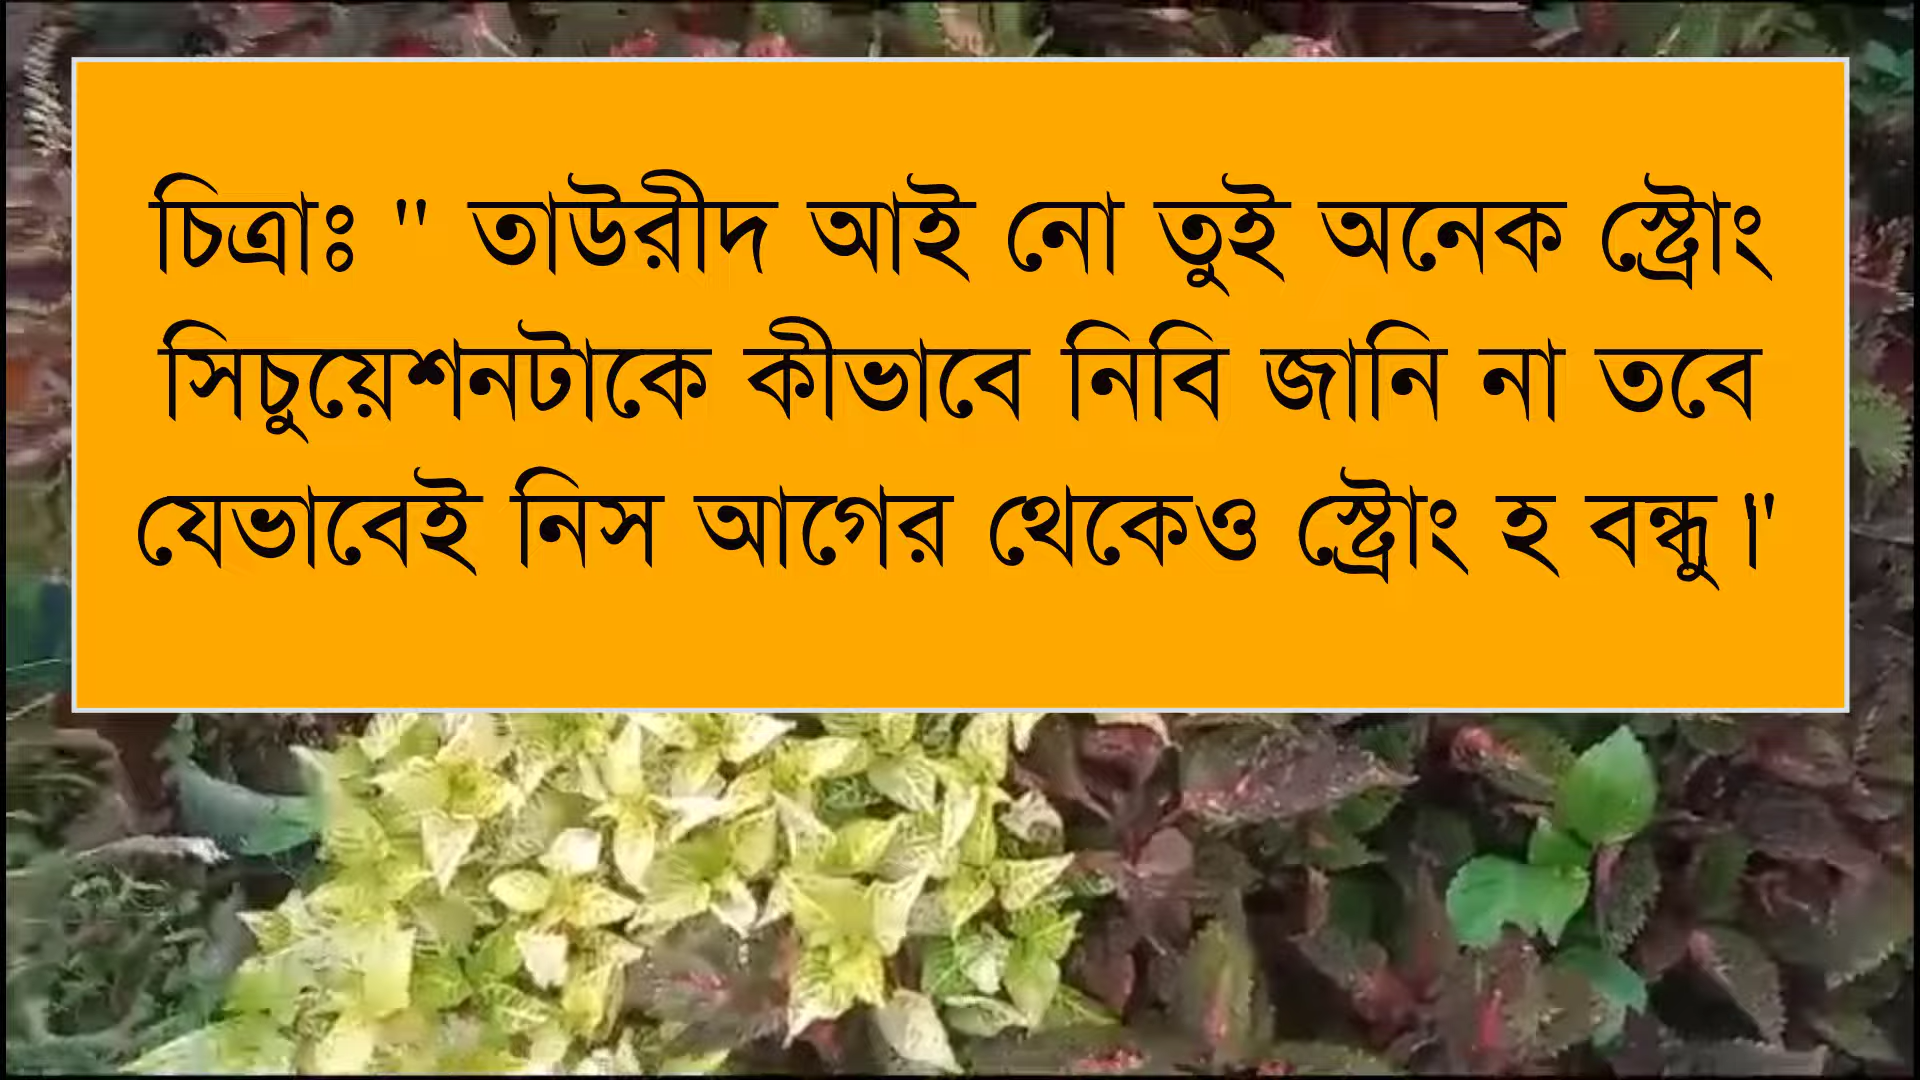 চিত্রাঃ " তাউরীদ আই নো তুই অনেক স্ট্রোং
সিচুয়েশনটাকে কীভাবে নিবি জানি না তবে
যেভাবেই নিস আগের থেকেও স্ট্রোং হ বন্ধু।"